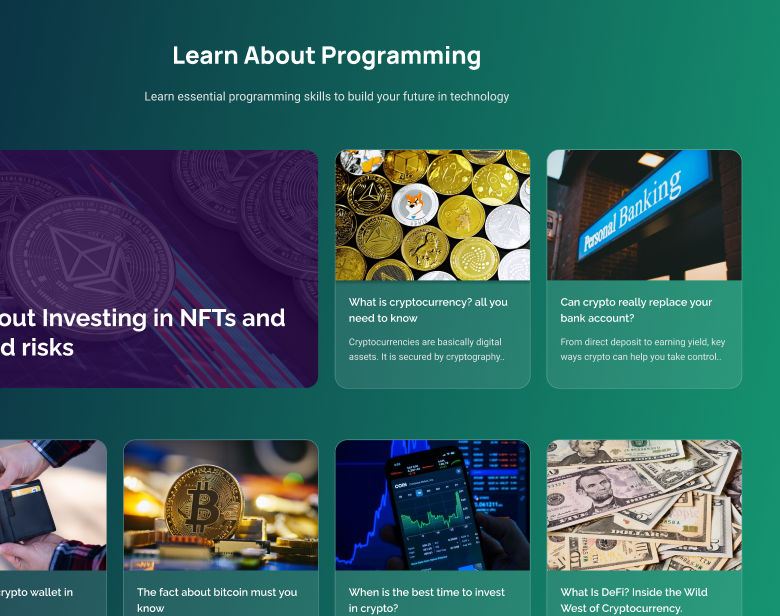 Learn About Programming
Learn essential programming skills to build your future in technology
out Investing in NFTs and
d risks
Personal Banking
What is cryptocurrency? all you
need to know
Cryptocurrencies are basically digital
assets. It is secured by cryptography..
Can crypto really replace your
bank account?
From direct deposit to earning yield, key
ways crypto can help you take control..
COIN
rypto wallet in
The fact about bitcoin must you
know
When is the best time to invest
in crypto?
What Is DeFi? Inside the Wild
West of Cryptocurrency.